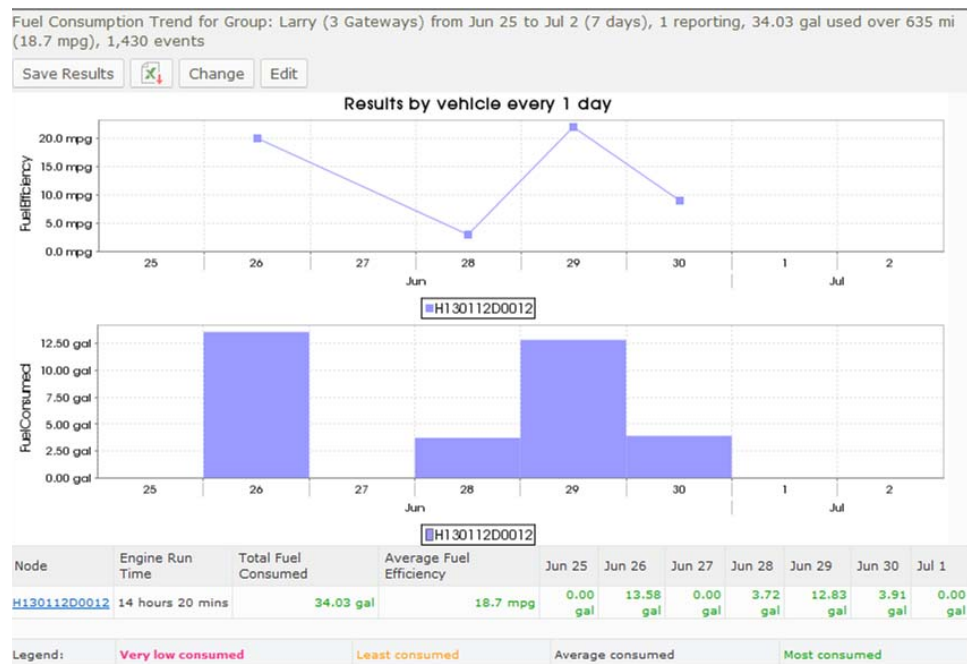 Fuel Consumption Trend for Group: Larry (3 Gateways) from Jun 25 to Jul 2 (7 days), 1 reporting, 34.03 gal used over 635 mi
(18.7 mpg), 1,430 events
Save Results Change Edit
Results by vehicle every 1 day
FuelEfficiency
20.0 mpg
15.0 mpg
10.0 mpg
5.0 mpg
0.0 mpg
25 26 27 28 29 30 1 2
Jun Jul
H130112D0012
FuelConsumed
12.50 gal
10.00 gal
7.50 gal
5.00 gal
2.50 gal
0.00 gal
25 26 27 28 29 30 1 2
Jun Jul
H130112D0012
Node Engine Run Time Total Fuel Consumed Average Fuel Efficiency Jun 25 Jun 26 Jun 27 Jun 28 Jun 29 Jun 30 Jul 1
H130112D0012 14 hours 20 mins 34.03 gal 18.7 mpg 0.00 gal 13.58 gal 0.00 gal 3.72 gal 12.83 gal 3.91 gal 0.00 gal
Legend: Very low consumed Least consumed Average consumed Most consumed